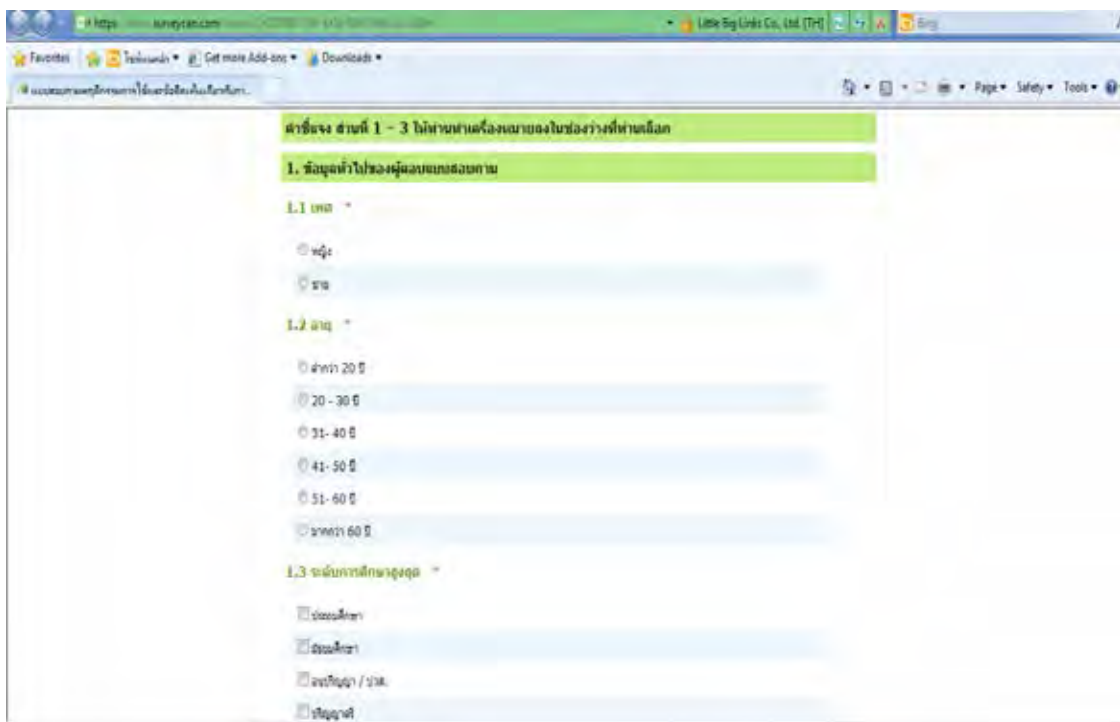 https surveycan.com
Little Big Links Co., Ltd. [TH]
Bing
Favorites Get more Add-ons Downloads
Page Safety Tools
คำชี้แจง ส่วนที่ 1 - 3 ให้ท่านทำเครื่องหมายลงในช่องว่างที่ท่านเลือก
1. ข้อมูลทั่วไปของผู้ตอบแบบสอบถาม
1.1 เพศ *
หญิง
ชาย
1.2 อายุ *
ต่ำกว่า 20 ปี
20 - 30 ปี
31- 40 ปี
41- 50 ปี
51- 60 ปี
มากกว่า 60 ปี
1.3 ระดับการศึกษาสูงสุด *
ประถมศึกษา
มัธยมศึกษา
อนุปริญญา / ปวส.
ปริญญาตรี